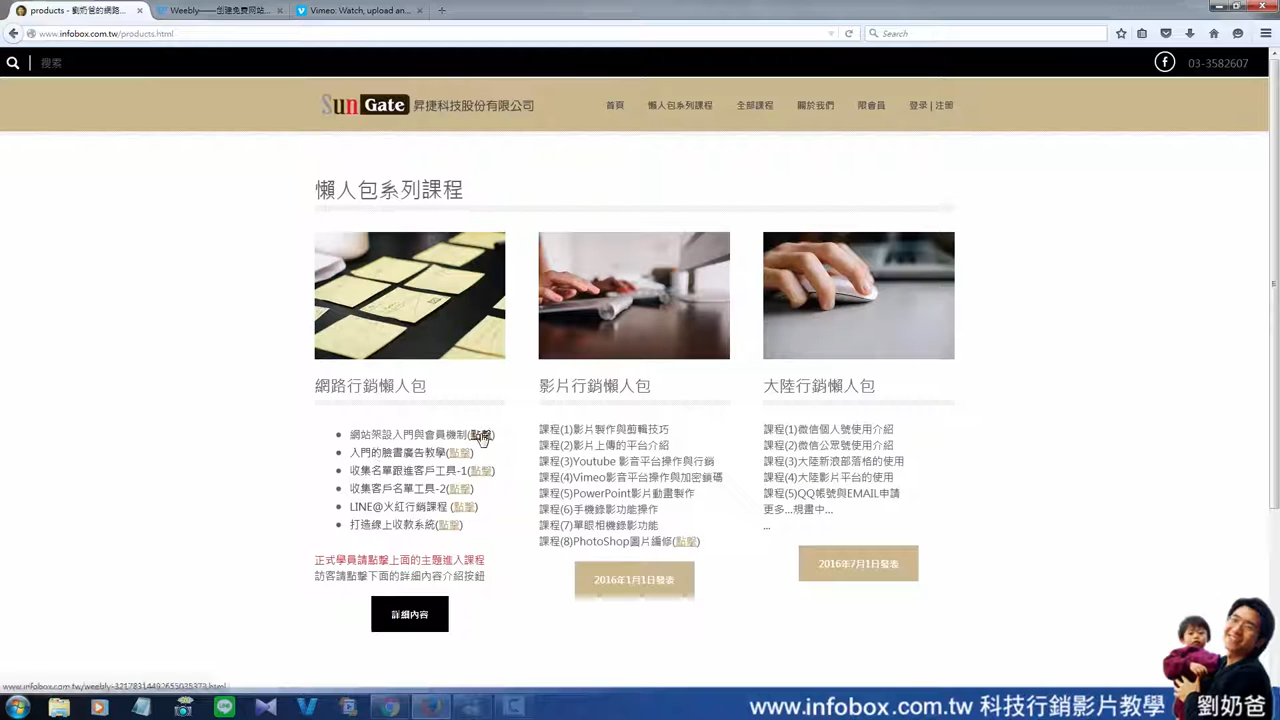 products - 劉奶爸的網路...
Weebly——创建免费网站...
Vimeo: Watch, upload an...
www.infobox.com.tw/products.html
Search
搜索
03-3582607
Sun Gate 昇捷科技股份有限公司
首頁 懶人包系列課程 全部課程 關於我們 限會員 登录 | 注册
懶人包系列課程
網路行銷懶人包
網站架設入門與會員機制(點擊)
入門的臉書廣告教學(點擊)
收集名單跟進客戶工具-1(點擊)
收集客戶名單工具-2(點擊)
LINE@火紅行銷課程 (點擊)
打造線上收款系統(點擊)
正式學員請點擊上面的主題進入課程
訪客請點擊下面的詳細內容介紹按鈕
詳細內容
影片行銷懶人包
課程(1)影片製作與剪輯技巧
課程(2)影片上傳的平台介紹
課程(3)Youtube 影音平台操作與行銷
課程(4)Vimeo影音平台操作與加密鎖碼
課程(5)PowerPoint影片動畫製作
課程(6)手機錄影功能操作
課程(7)單眼相機錄影功能
課程(8)PhotoShop圖片編修(點擊)
2016年1月1日發表
大陸行銷懶人包
課程(1)微信個人號使用介紹
課程(2)微信公眾號使用介紹
課程(3)大陸新浪部落格的使用
課程(4)大陸影片平台的使用
課程(5)QQ帳號與EMAIL申請
更多...規畫中...
...
2016年7月1日發表
www.infobox.com.tw 科技行銷影片教學
劉奶爸